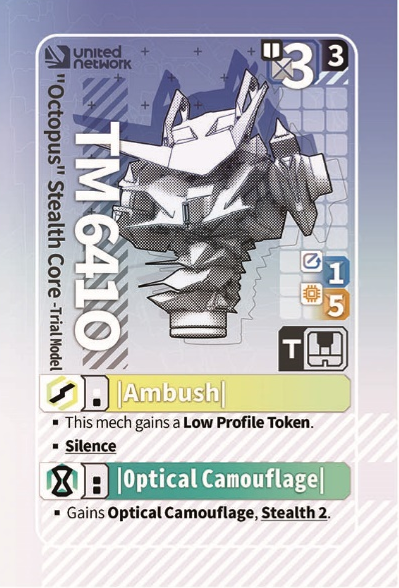 united
network
3
3
"Octopus" Stealth Core -Trial Model
TM 6410
1
5
T
|Ambush|
▪ This mech gains a Low Profile Token.
▪ Silence
|Optical Camouflage|
▪ Gains Optical Camouflage, Stealth 2.